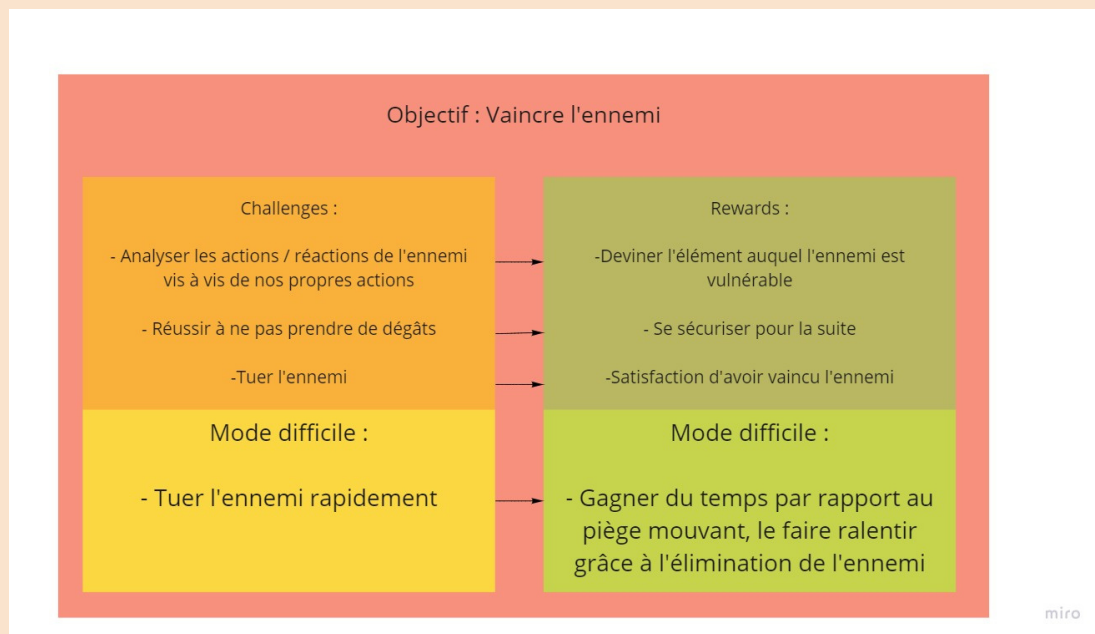 Objectif : Vaincre l'ennemi
Challenges :
- Analyser les actions / réactions de l'ennemi
vis à vis de nos propres actions
- Réussir à ne pas prendre de dégâts
-Tuer l'ennemi
Mode difficile :
- Tuer l'ennemi rapidement
Rewards :
-Deviner l'élément auquel l'ennemi est
vulnérable
- Se sécuriser pour la suite
-Satisfaction d'avoir vaincu l'ennemi
Mode difficile :
- Gagner du temps par rapport au
piège mouvant, le faire ralentir
grâce à l'élimination de l'ennemi
miro